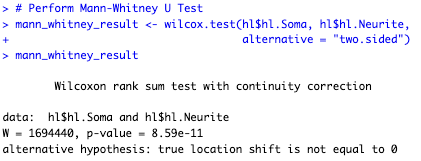 > # Perform Mann-Whitney U Test
> mann_whitney_result <- wilcox.test(hl$hl.Soma, hl$hl.Neurite,
+                                    alternative = "two.sided")
> mann_whitney_result
        Wilcoxon rank sum test with continuity correction
data:  hl$hl.Soma and hl$hl.Neurite
W = 1694440, p-value = 8.59e-11
alternative hypothesis: true location shift is not equal to 0